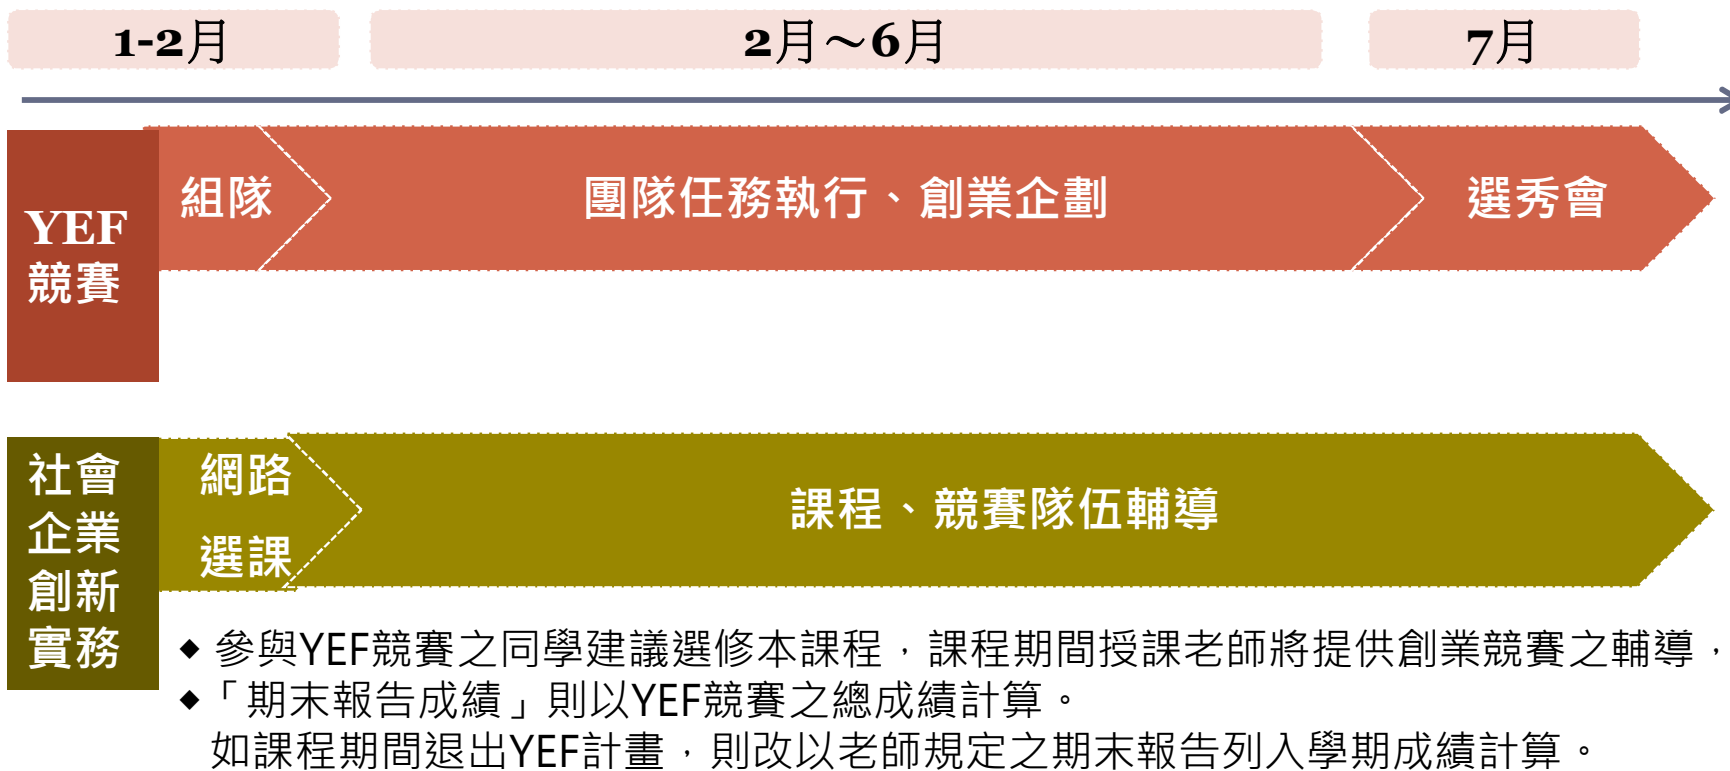 1-2月
2月～6月
7月
YEF
競賽
組隊
團隊任務執行、創業企劃
選秀會
社會
企業
創新
實務
網路
選課
課程、競賽隊伍輔導
◆ 參與YEF競賽之同學建議選修本課程，課程期間授課老師將提供創業競賽之輔導，
◆「期末報告成績」則以YEF競賽之總成績計算。
如課程期間退出YEF計畫，則改以老師規定之期末報告列入學期成績計算。